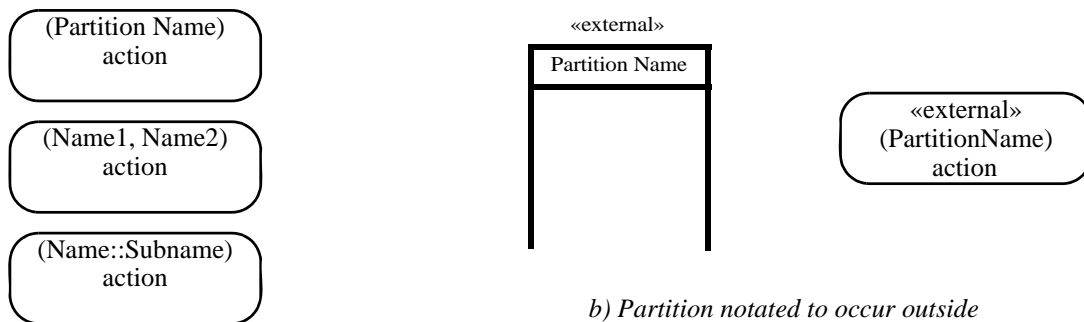 (Partition Name)
action
(Name1, Name2)
action
(Name::Subname)
action
«external»
Partition Name
«external»
(PartitionName)
action
b) Partition notated to occur outside